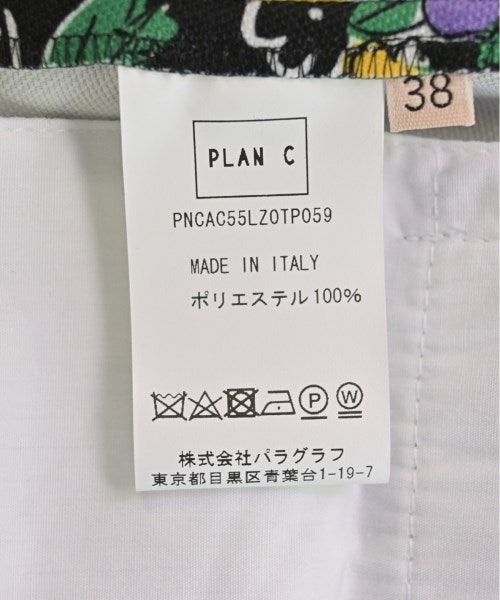 38
PLAN C
PNCAC55LZ0TP059
MADE IN ITALY
ポリエステル100%
P W
株式会社パラグラフ
東京都目黒区青葉台1-19-7